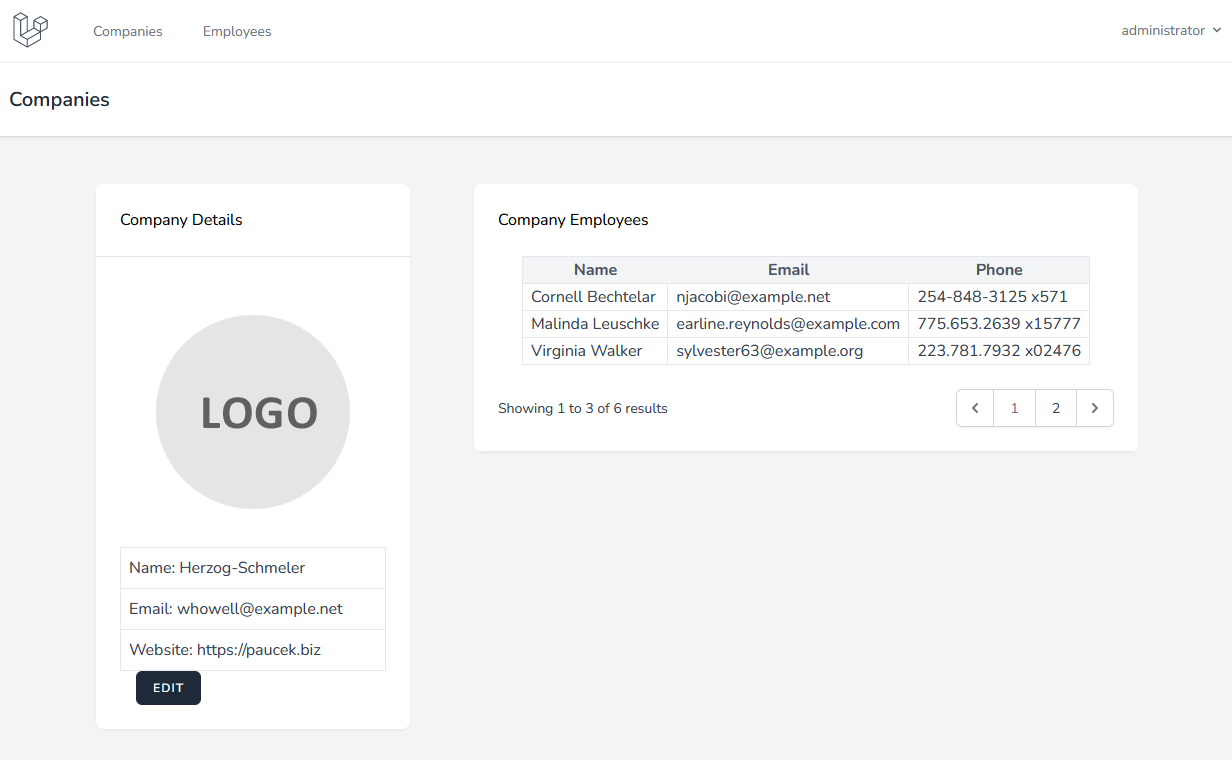 Companies Employees administrator
Companies
Company Details
LOGO
Name: Herzog-Schmeler
Email: whowell@example.net
Website: https://paucek.biz
EDIT
Company Employees
Name Email Phone
Cornell Bechtelar njacobi@example.net 254-848-3125 x571
Malinda Leuschke earline.reynolds@example.com 775.653.2639 x15777
Virginia Walker sylvester63@example.org 223.781.7932 x02476
Showing 1 to 3 of 6 results
1 2